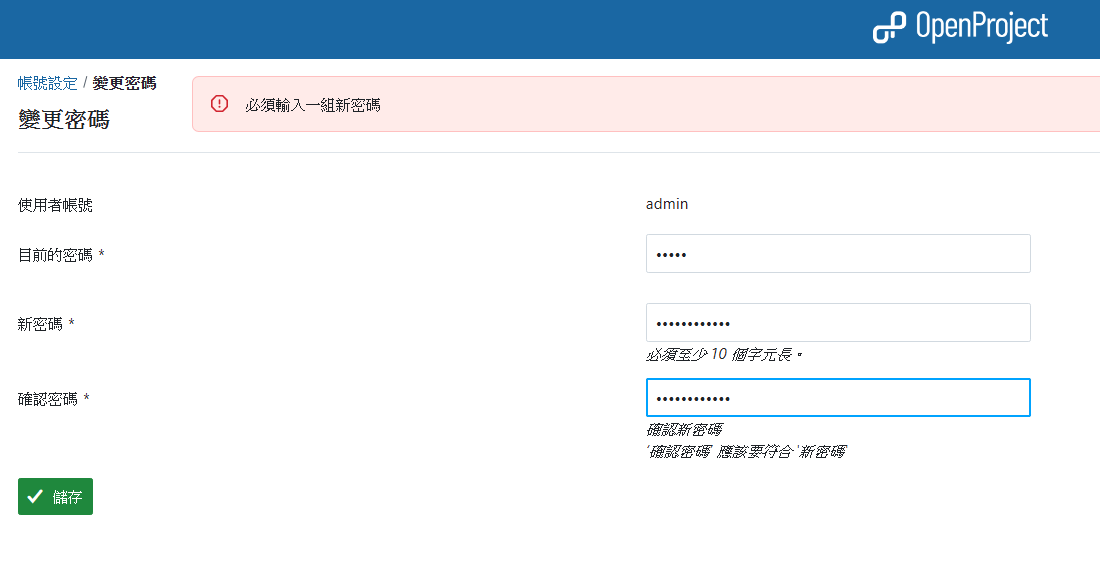 OpenProject
帳號設定 / 變更密碼
變更密碼
必須輸入一組新密碼
使用者帳號
admin
目前的密碼 *
•••••
新密碼 *
••••••••••••
必須至少 10 個字元長。
確認密碼 *
••••••••••••
確認新密碼
'確認密碼' 應該要符合 '新密碼'
儲存